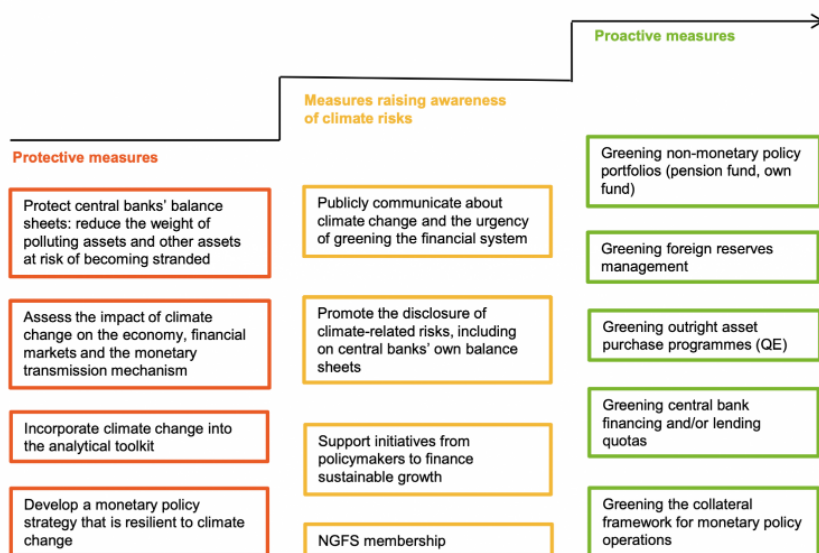 Proactive measures
Measures raising awareness
of climate risks
Protective measures
Protect central banks' balance
sheets: reduce the weight of
polluting assets and other assets
at risk of becoming stranded
Assess the impact of climate
change on the economy, financial
markets and the monetary
transmission mechanism
Incorporate climate change into
the analytical toolkit
Develop a monetary policy
strategy that is resilient to climate
change
Publicly communicate about
climate change and the urgency
of greening the financial system
Promote the disclosure of
climate-related risks, including
on central banks' own balance
sheets
Support initiatives from
policymakers to finance
sustainable growth
NGFS membership
Greening non-monetary policy
portfolios (pension fund, own
fund)
Greening foreign reserves
management
Greening outright asset
purchase programmes (QE)
Greening central bank
financing and/or lending
quotas
Greening the collateral
framework for monetary policy
operations